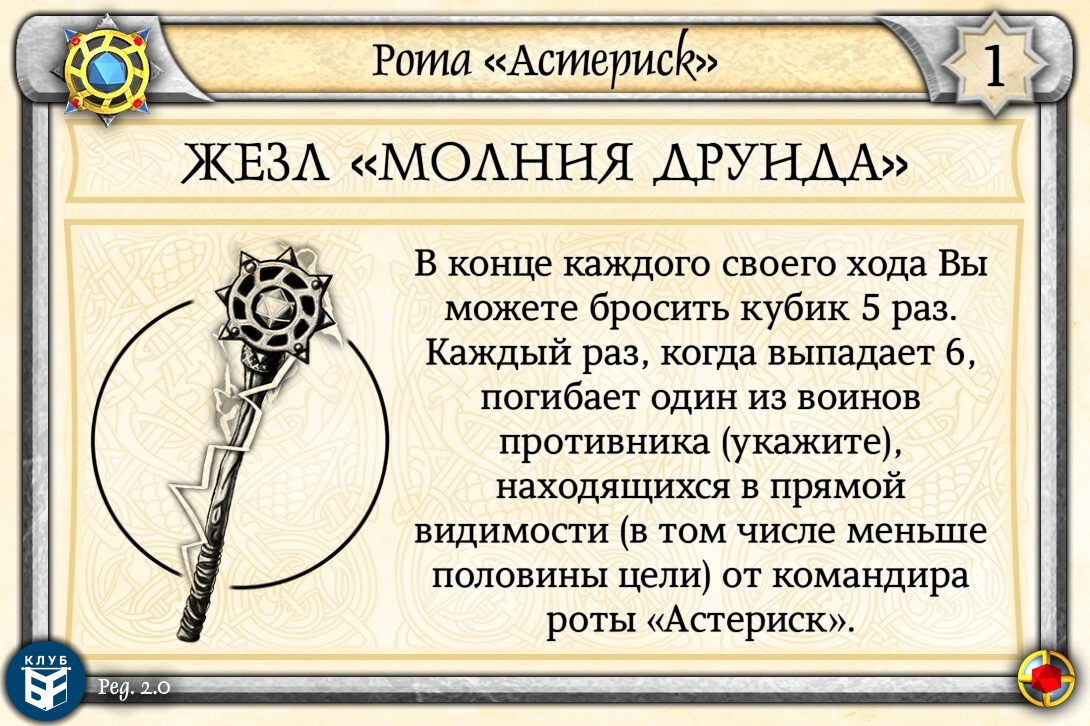 Рота «Астериск»
1
ЖЕЗЛ «МОЛНИЯ ДРУИДА»
В конце каждого своего хода Вы
можете бросить кубик 5 раз.
Каждый раз, когда выпадает 6,
погибает один из воинов
противника (укажите),
находящихся в прямой
видимости (в том числе меньше
половины цели) от командира
роты «Астериск».
КЛУБ
Ред. 2.0